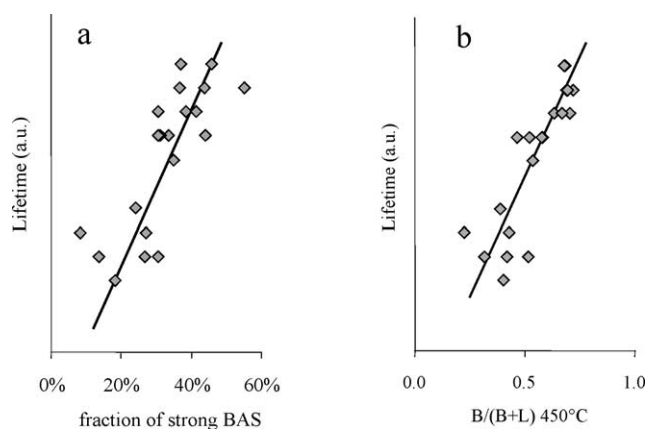 a
Lifetime (a.u.)
0% 20% 40% 60%
fraction of strong BAS
b
Lifetime (a.u.)
0.0 0.5 1.0
B/(B+L) 450°C